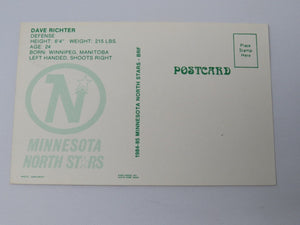 DAVE RICHTER
DEFENSE
HEIGHT: 6'4" WEIGHT: 215 LBS.
AGE: 24
BORN: WINNIPEG, MANITOBA
LEFT HANDED, SHOOTS RIGHT
N
MINNESOTA
NORTH STARS
1984-85 MINNESOTA NORTH STARS - BRF
POSTCARD
Place
Stamp
Here